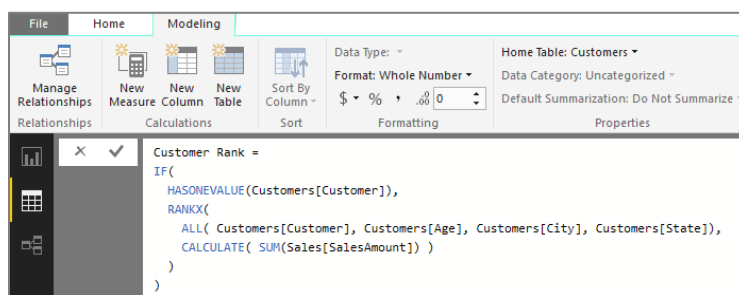 File Home Modeling
Data Type:
Home Table: Customers
Manage Relationships
New Measure
New Column
New Table
Sort By Column
Format: Whole Number
Data Category: Uncategorized
$ % , .00 0
Default Summarization: Do Not Summarize
Relationships Calculations Sort Formatting Properties
Customer Rank =
IF(
HASONEVALUE(Customers[Customer]),
RANKX(
ALL( Customers[Customer], Customers[Age], Customers[City], Customers[State]),
CALCULATE( SUM(Sales[SalesAmount]) )
)
)